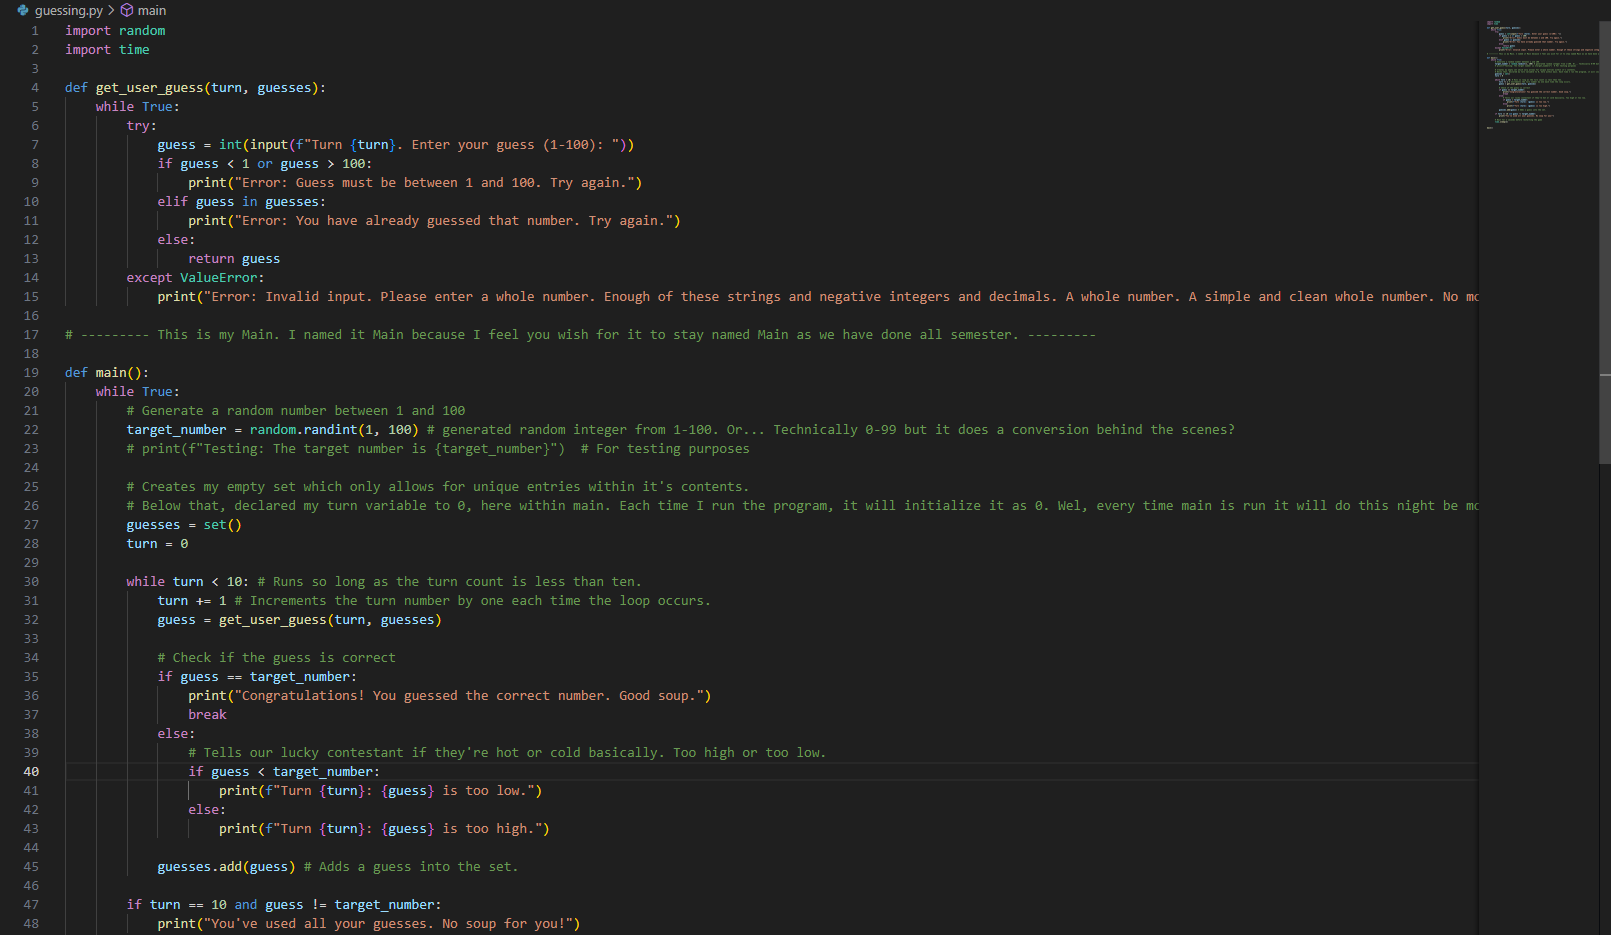 guessing.py > main
1 import random
2 import time
3
4 def get_user_guess(turn, guesses):
5     while True:
6         try:
7             guess = int(input(f"Turn {turn}. Enter your guess (1-100): "))
8             if guess < 1 or guess > 100:
9                 print("Error: Guess must be between 1 and 100. Try again.")
10             elif guess in guesses:
11                 print("Error: You have already guessed that number. Try again.")
12             else:
13                 return guess
14         except ValueError:
15             print("Error: Invalid input. Please enter a whole number. Enough of these strings and negative integers and decimals. A whole number. A simple and clean whole number. No mo
16
17 # --------- This is my Main. I named it Main because I feel you wish for it to stay named Main as we have done all semester. ---------
18
19 def main():
20     while True:
21         # Generate a random number between 1 and 100
22         target_number = random.randint(1, 100) # generated random integer from 1-100. Or... Technically 0-99 but it does a conversion behind the scenes?
23         # print(f"Testing: The target number is {target_number}")  # For testing purposes
24
25         # Creates my empty set which only allows for unique entries within it's contents.
26         # Below that, declared my turn variable to 0, here within main. Each time I run the program, it will initialize it as 0. Wel, every time main is run it will do this night be mo
27         guesses = set()
28         turn = 0
29
30         while turn < 10: # Runs so long as the turn count is less than ten.
31             turn += 1 # Increments the turn number by one each time the loop occurs.
32             guess = get_user_guess(turn, guesses)
33
34             # Check if the guess is correct
35             if guess == target_number:
36                 print("Congratulations! You guessed the correct number. Good soup.")
37                 break
38             else:
39                 # Tells our lucky contestant if they're hot or cold basically. Too high or too low.
40                 if guess < target_number:
41                     print(f"Turn {turn}: {guess} is too low.")
42                 else:
43                     print(f"Turn {turn}: {guess} is too high.")
44
45             guesses.add(guess) # Adds a guess into the set.
46
47         if turn == 10 and guess != target_number:
48             print("You've used all your guesses. No soup for you!")